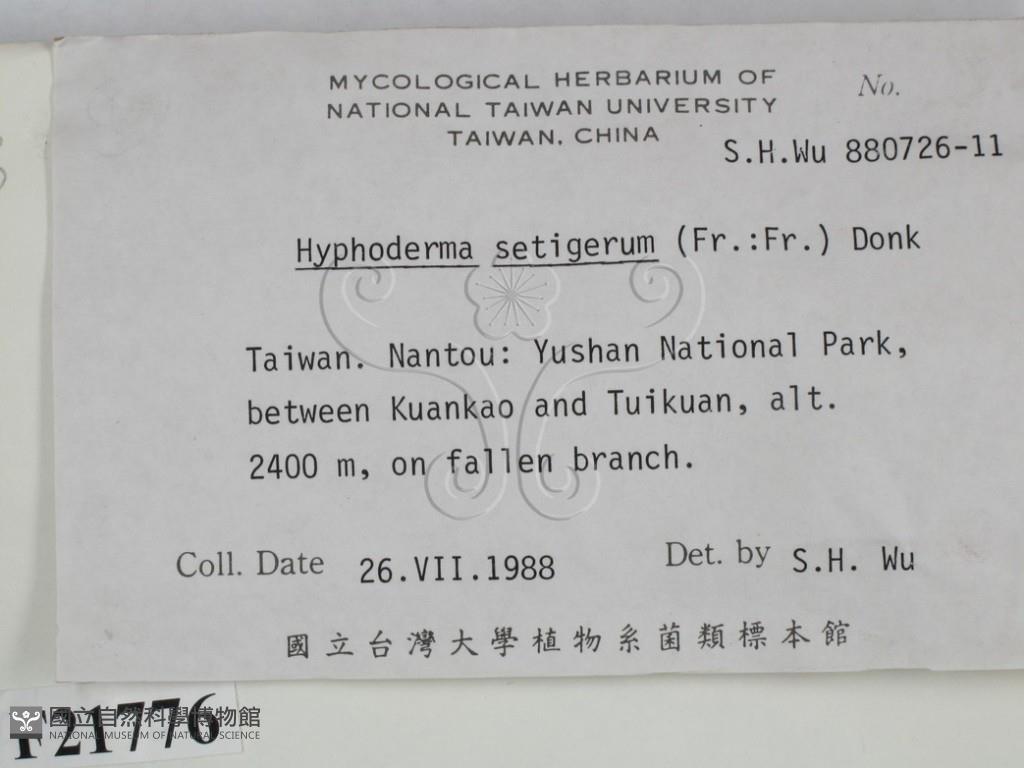 MYCOLOGICAL HERBARIUM OF
NATIONAL TAIWAN UNIVERSITY
TAIWAN, CHINA
No.
S.H.Wu 880726-11
Hyphoderma setigerum (Fr.:Fr.) Donk
Taiwan. Nantou: Yushan National Park,
between Kuankao and Tuikuan, alt.
2400 m, on fallen branch.
Coll. Date 26.VII.1988 Det. by S.H. Wu
國立台灣大學植物系菌類標本館
F21776
國立自然科學博物館
NATIONAL MUSEUM OF NATURAL SCIENCE